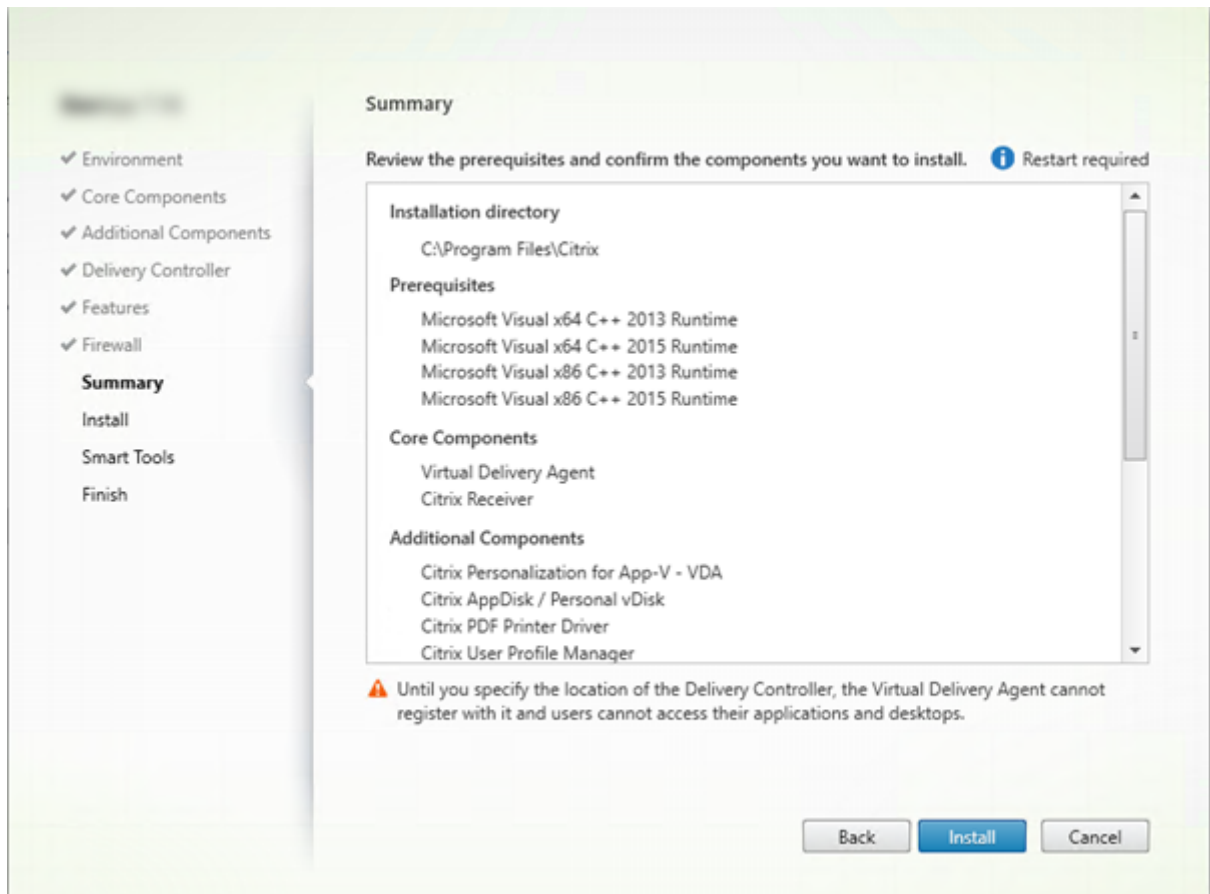 Summary
Review the prerequisites and confirm the components you want to install.
Restart required
Environment
Core Components
Additional Components
Delivery Controller
Features
Firewall
Summary
Install
Smart Tools
Finish
Installation directory
C:\Program Files\Citrix
Prerequisites
Microsoft Visual x64 C++ 2013 Runtime
Microsoft Visual x64 C++ 2015 Runtime
Microsoft Visual x86 C++ 2013 Runtime
Microsoft Visual x86 C++ 2015 Runtime
Core Components
Virtual Delivery Agent
Citrix Receiver
Additional Components
Citrix Personalization for App-V - VDA
Citrix AppDisk / Personal vDisk
Citrix PDF Printer Driver
Citrix User Profile Manager
Until you specify the location of the Delivery Controller, the Virtual Delivery Agent cannot
register with it and users cannot access their applications and desktops.
Back
Install
Cancel